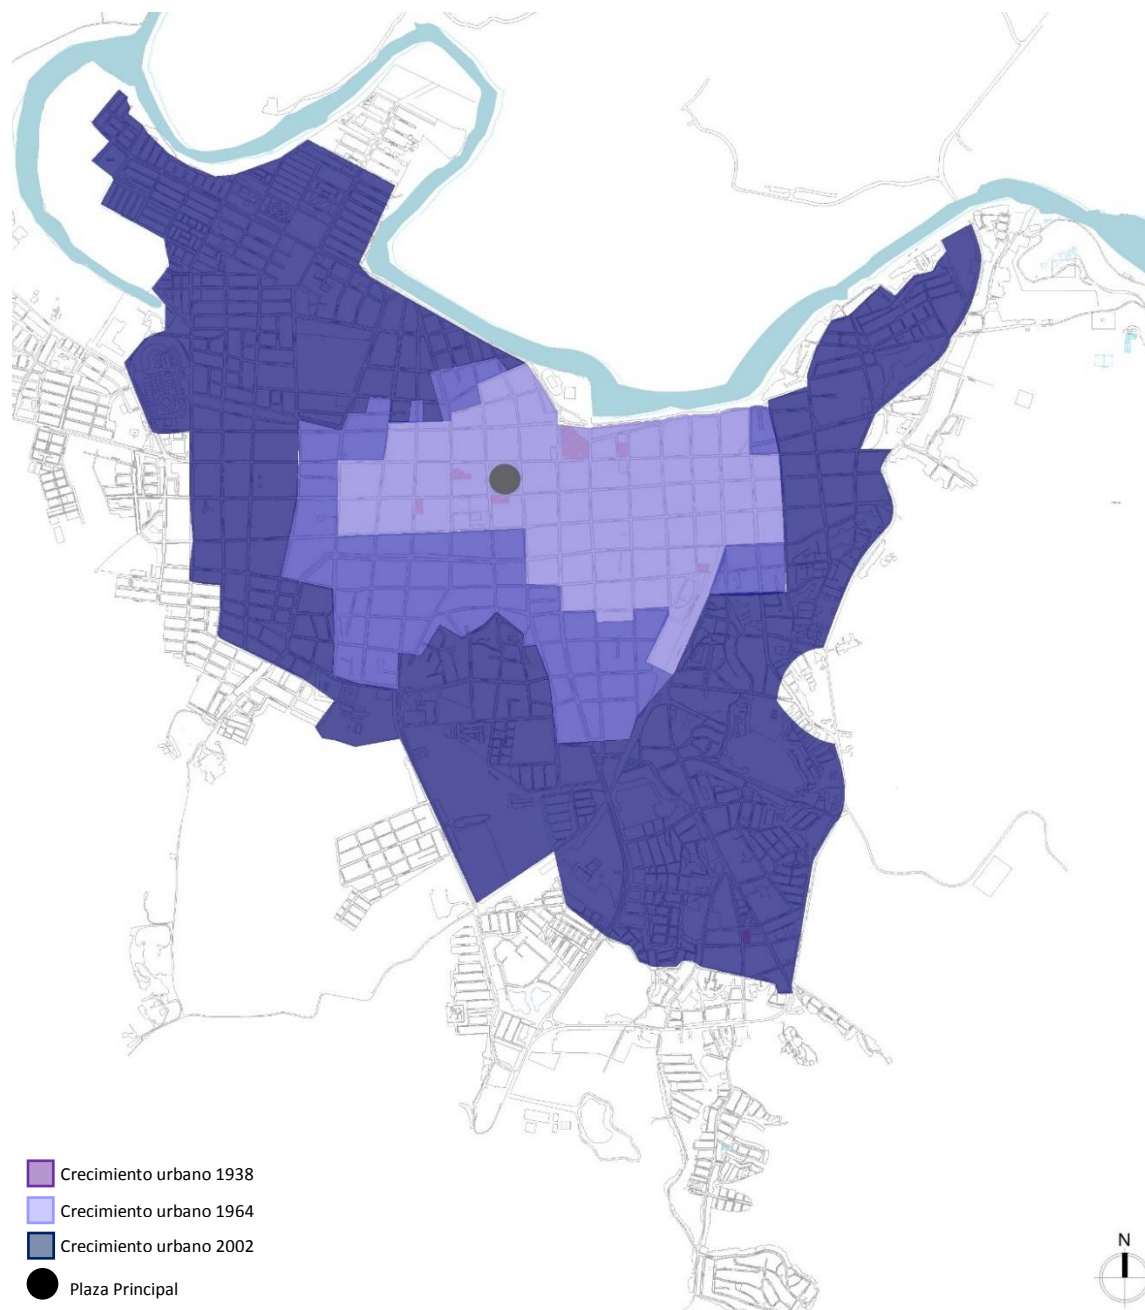 Crecimiento urbano 1938
Crecimiento urbano 1964
Crecimiento urbano 2002
Plaza Principal
N